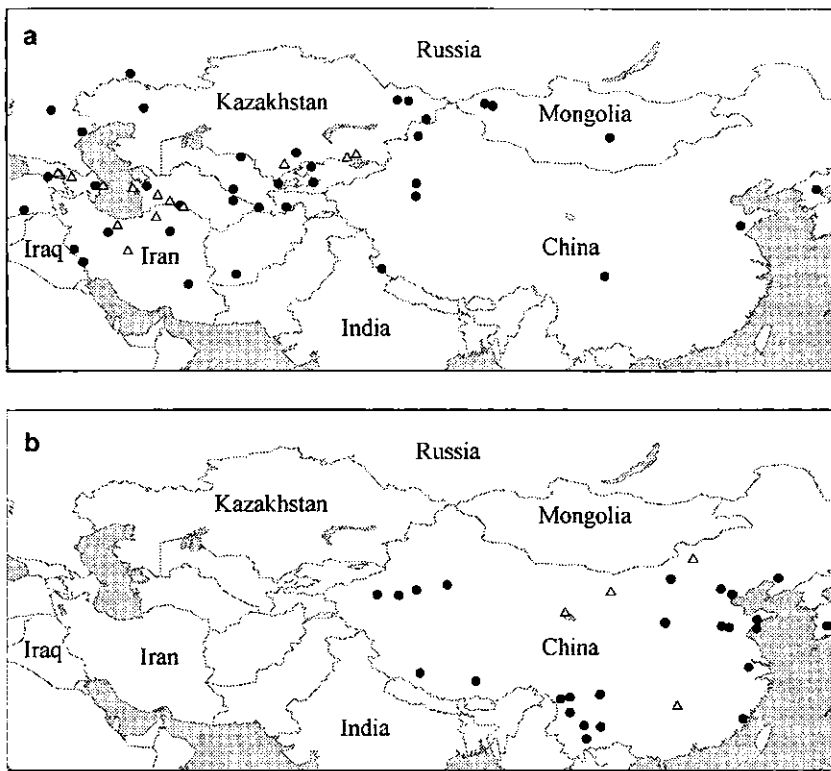 a
Russia
Kazakhstan
Mongolia
China
Iraq
Iran
India
b
Russia
Kazakhstan
Mongolia
China
Iraq
Iran
India